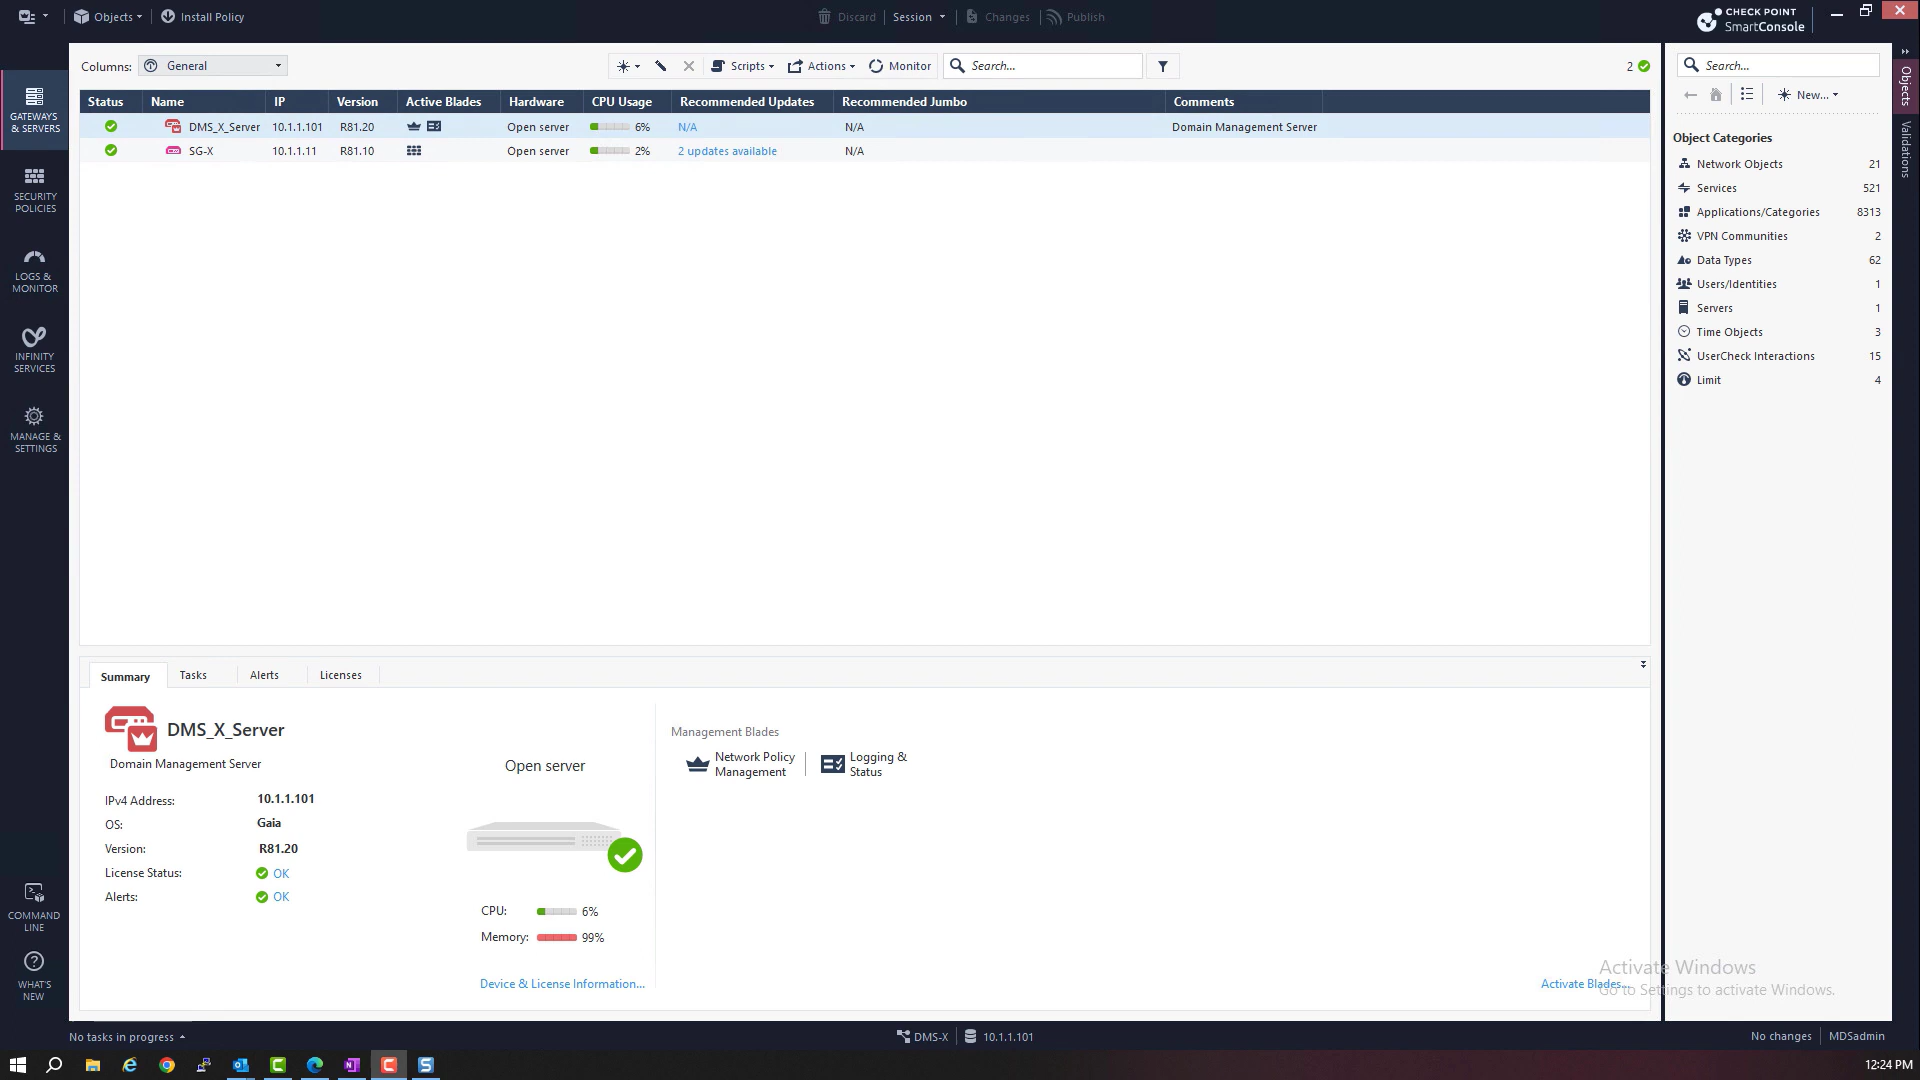 Objects
Install Policy
Discard
Session
Changes
Publish
CHECK POINT
SmartConsole
GATEWAYS
& SERVERS
SECURITY
POLICIES
LOGS &
MONITOR
INFINITY
SERVICES
MANAGE &
SETTINGS
COMMAND
LINE
WHAT'S
NEW
Columns: General
Scripts
Actions
Monitor
Search...
2
Status Name IP Version Active Blades Hardware CPU Usage Recommended Updates Recommended Jumbo Comments
DMS_X_Server 10.1.1.101 R81.20 Open server 6% N/A N/A Domain Management Server
SG-X 10.1.1.11 R81.10 Open server 2% 2 updates available N/A
Summary Tasks Alerts Licenses
DMS_X_Server
Domain Management Server
IPv4 Address: 10.1.1.101
OS: Gaia
Version: R81.20
License Status: OK
Alerts: OK
Open server
CPU: 6%
Memory: 99%
Device & License Information...
Management Blades
Network Policy
Management
Logging &
Status
Activate Blades...
Search...
New...
Object Categories
Network Objects 21
Services 521
Applications/Categories 8313
VPN Communities 2
Data Types 62
Users/Identities 1
Servers 1
Time Objects 3
UserCheck Interactions 15
Limit 4
Objects
Validations
Activate Windows
Go to Settings to activate Windows.
No tasks in progress
DMS-X
10.1.1.101
No changes
MDSadmin
12:24 PM